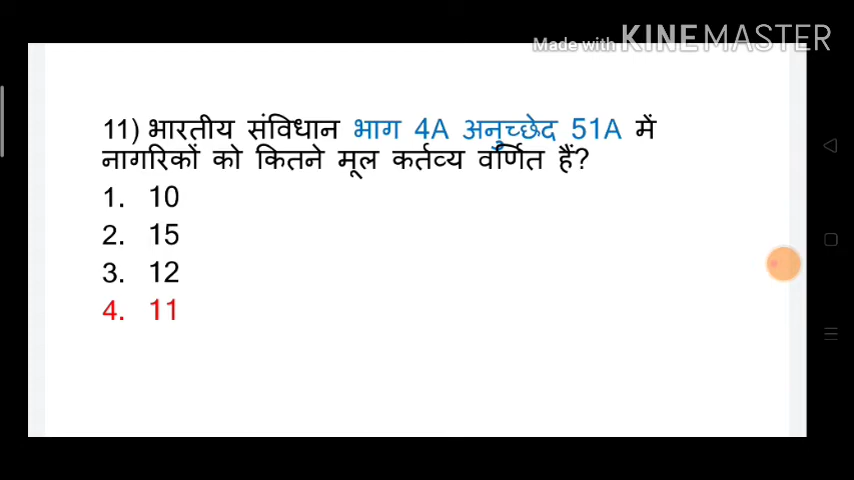 Made with KINEMASTER
11) भारतीय संविधान भाग 4A अनुच्छेद 51A में
नागरिकों को कितने मूल कर्तव्य वर्णित हैं?
1. 10
2. 15
3. 12
4. 11